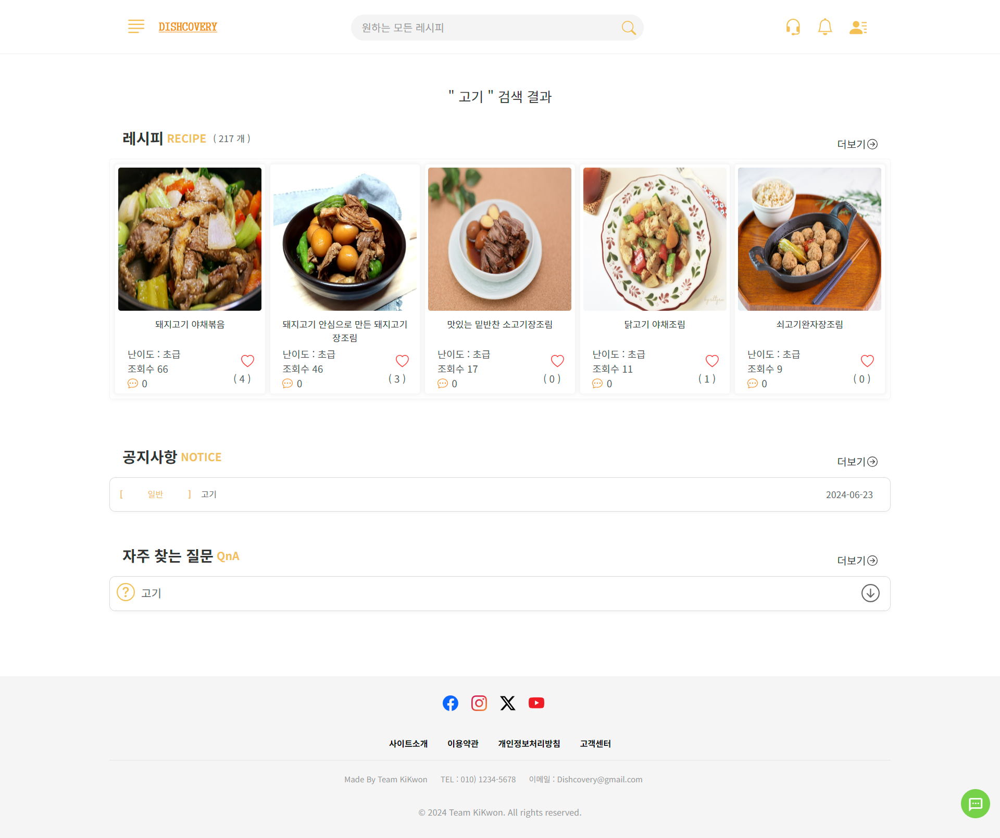 DISHCOVERY
원하는 모든 레시피
" 고기 " 검색 결과
레시피 RECIPE ( 217 개 )
더보기
돼지고기 야채볶음
난이도 : 초급
조회수 66
( 4 )
0
돼지고기 안심으로 만든 돼지고기
장조림
난이도 : 초급
조회수 46
( 3 )
0
맛있는 밑반찬 소고기장조림
난이도 : 초급
조회수 17
( 0 )
0
닭고기 야채조림
난이도 : 초급
조회수 11
( 1 )
0
쇠고기완자장조림
난이도 : 초급
조회수 9
( 0 )
0
공지사항 NOTICE
더보기
[ 일반 ] 고기
2024-06-23
자주 찾는 질문 QnA
더보기
? 고기
사이트소개 이용약관 개인정보처리방침 고객센터
Made By Team KiKwon TEL : 010) 1234-5678 이메일 : Dishcovery@gmail.com
© 2024 Team KiKwon. All rights reserved.